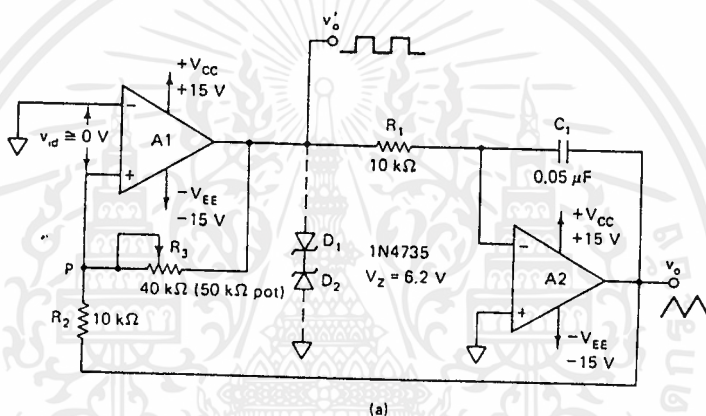 v'o
+VCC
+15 V
−
A1
vid ≅ 0 V
+
−VEE
−15 V
R1
10 kΩ
C1
0.05 μF
P
R3
40 kΩ (50 kΩ pot)
R2
10 kΩ
D1
D2
1N4735
VZ = 6.2 V
+VCC
+15 V
−
A2
+
−VEE
−15 V
vo
(a)